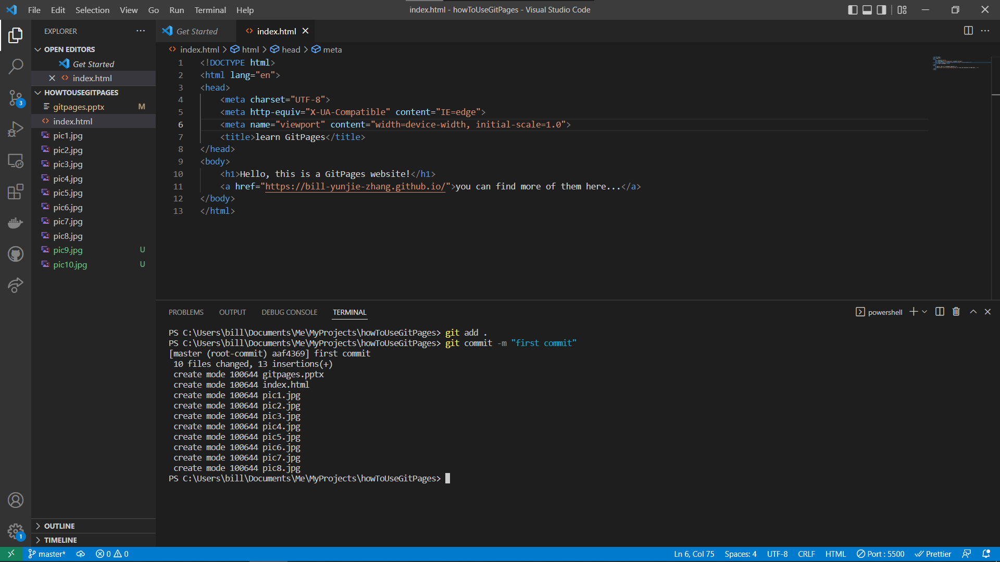 File Edit Selection View Go Run Terminal Help
index.html - howToUseGitPages - Visual Studio Code
EXPLORER
OPEN EDITORS
Get Started
index.html
HOWTOUSEGITPAGES
gitpages.pptx M
index.html
pic1.jpg
pic2.jpg
pic3.jpg
pic4.jpg
pic5.jpg
pic6.jpg
pic7.jpg
pic8.jpg
pic9.jpg U
pic10.jpg U
OUTLINE
TIMELINE
3
1
Get Started
index.html
index.html > html > head > meta
1 <!DOCTYPE html>
2 <html lang="en">
3 <head>
4 <meta charset="UTF-8">
5 <meta http-equiv="X-UA-Compatible" content="IE=edge">
6 <meta name="viewport" content="width=device-width, initial-scale=1.0">
7 <title>learn GitPages</title>
8 </head>
9 <body>
10 <h1>Hello, this is a GitPages website!</h1>
11 <a href="https://bill-yunjie-zhang.github.io/">you can find more of them here...</a>
12 </body>
13 </html>
PROBLEMS OUTPUT DEBUG CONSOLE TERMINAL
powershell
PS C:\Users\bill\Documents\Me\MyProjects\howToUseGitPages> git add .
PS C:\Users\bill\Documents\Me\MyProjects\howToUseGitPages> git commit -m "first commit"
[master (root-commit) aaf4369] first commit
10 files changed, 13 insertions(+)
create mode 100644 gitpages.pptx
create mode 100644 index.html
create mode 100644 pic1.jpg
create mode 100644 pic2.jpg
create mode 100644 pic3.jpg
create mode 100644 pic4.jpg
create mode 100644 pic5.jpg
create mode 100644 pic6.jpg
create mode 100644 pic7.jpg
create mode 100644 pic8.jpg
PS C:\Users\bill\Documents\Me\MyProjects\howToUseGitPages>
master* 0 0
Ln 6, Col 75 Spaces: 4 UTF-8 CRLF HTML Port : 5500 Prettier